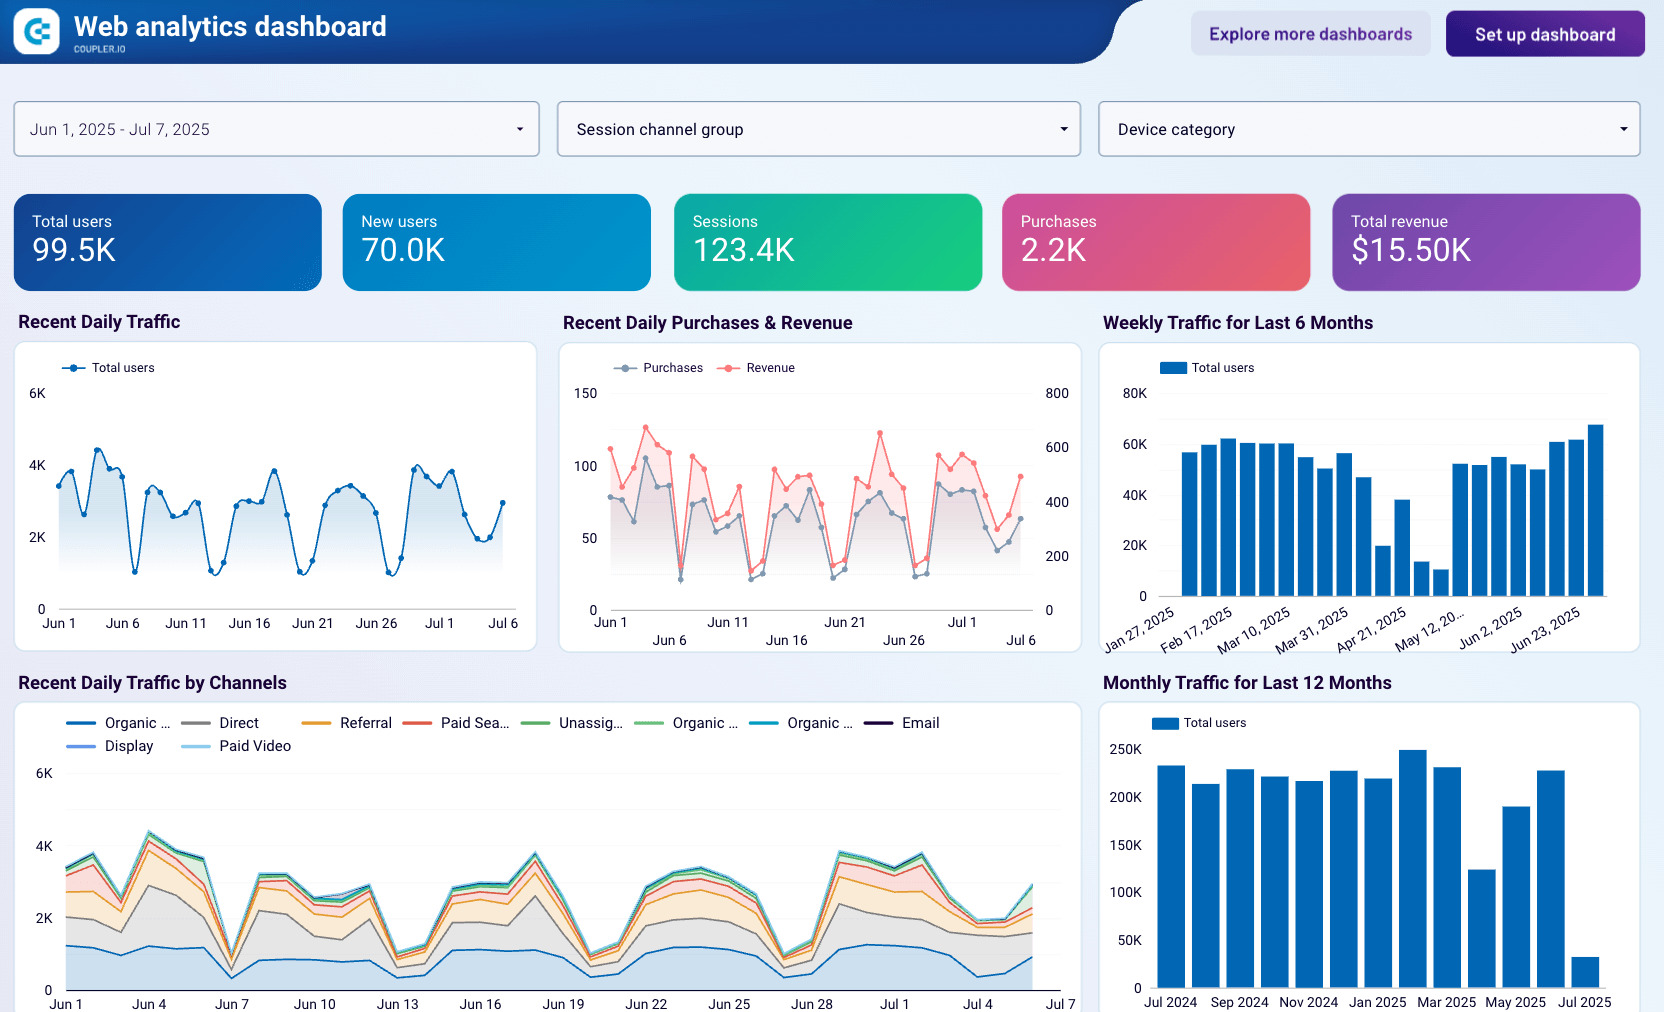 Web analytics dashboard
COUPLER.IO
Explore more dashboards
Set up dashboard
Jun 1, 2025 - Jul 7, 2025
Session channel group
Device category
Total users
99.5K
New users
70.0K
Sessions
123.4K
Purchases
2.2K
Total revenue
$15.50K
Recent Daily Traffic
Total users
6K
4K
2K
0
Jun 1 Jun 6 Jun 11 Jun 16 Jun 21 Jun 26 Jul 1 Jul 6
Recent Daily Purchases & Revenue
Purchases Revenue
150 800
600
100
400
50
200
0 0
Jun 1 Jun 11 Jun 21 Jul 1
Jun 6 Jun 16 Jun 26 Jul 6
Weekly Traffic for Last 6 Months
Total users
80K
60K
40K
20K
0
Jan 27, 2025 Feb 17, 2025 Mar 10, 2025 Mar 31, 2025 Apr 21, 2025 May 12, 20... Jun 2, 2025 Jun 23, 2025
Recent Daily Traffic by Channels
Organic ... Direct Referral Paid Sea... Unassig... Organic ... Organic ... Email
Display Paid Video
6K
4K
2K
0
Jun 1 Jun 4 Jun 7 Jun 10 Jun 13 Jun 16 Jun 19 Jun 22 Jun 25 Jun 28 Jul 1 Jul 4 Jul 7
Monthly Traffic for Last 12 Months
Total users
250K
200K
150K
100K
50K
0
Jul 2024 Sep 2024 Nov 2024 Jan 2025 Mar 2025 May 2025 Jul 2025